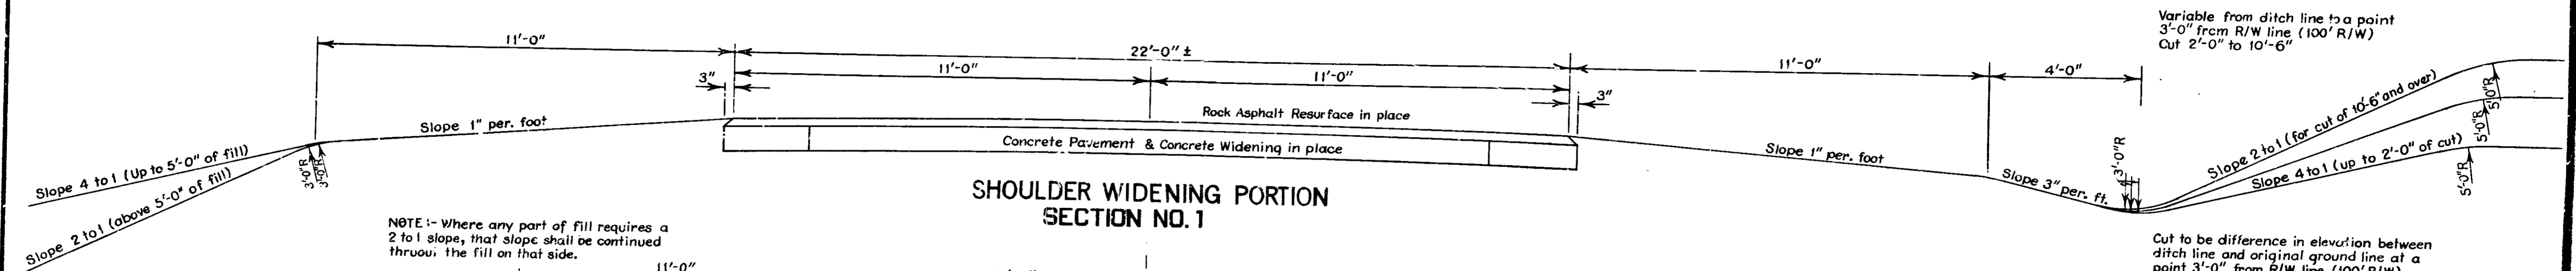 Variable from ditch line to a point
3'-0" from R/W line (100' R/W)
Cut 2'-0" to 10'-6"
11'-0"
22'-0" ±
11'-0"
11'-0"
11'-0"
4'-0"
3"
3"
Rock Asphalt Resurface in place
Concrete Pavement & Concrete Widening in place
Slope 1" per. foot
Slope 4 to 1 (Up to 5'-0" of fill)
Slope 2 to 1 (above 5'-0" of fill)
3'-0"R
3'-0"R
Slope 1" per. foot
Slope 3" per. ft.
3'-0"R
Slope 2 to 1 (for cut of 10'-6" and over)
Slope 4 to 1 (up to 2'-0" of cut)
5'-0"R
5'-0"R
5'-0"R
SHOULDER WIDENING PORTION
SECTION NO. 1
NOTE:- Where any part of fill requires a
2 to 1 slope, that slope shall be continued
thruout the fill on that side.
11'-0"
Cut to be difference in elevation between
ditch line and original ground line at a
point 3'-0" from R/W line (100' R/W)